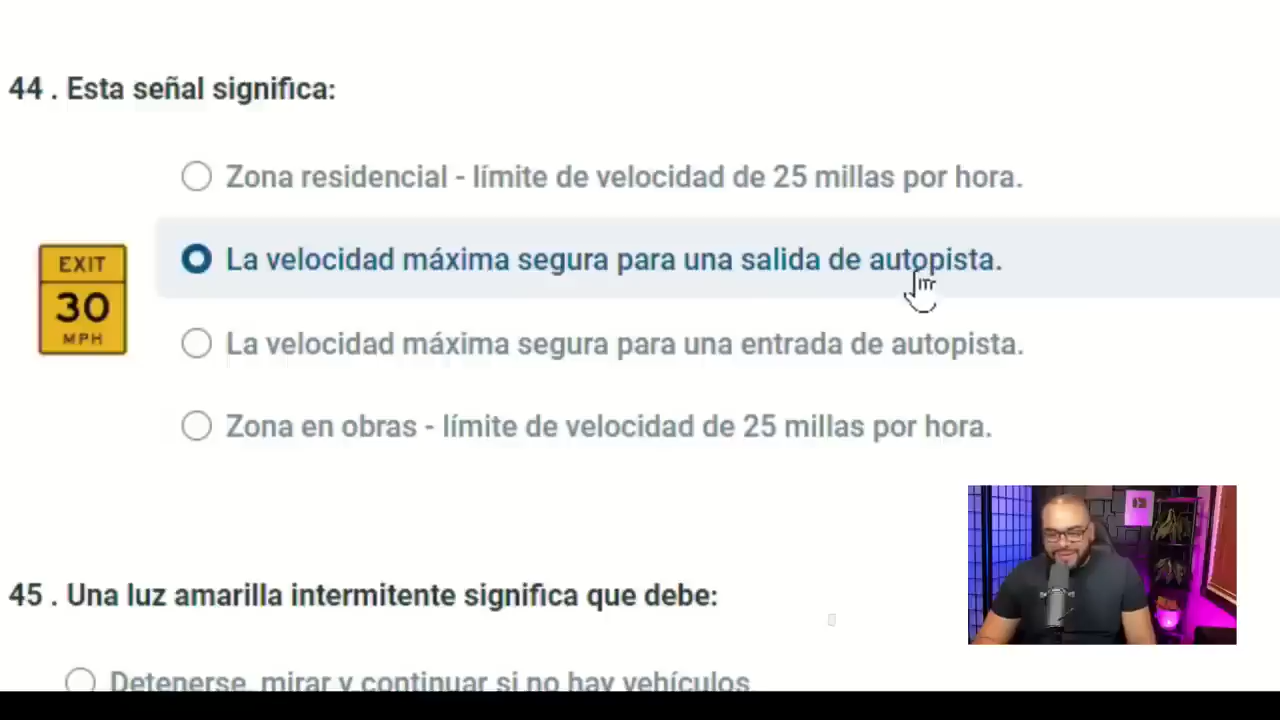 44 . Esta señal significa:
Zona residencial - límite de velocidad de 25 millas por hora.
EXIT
30
MPH
La velocidad máxima segura para una salida de autopista.
La velocidad máxima segura para una entrada de autopista.
Zona en obras - límite de velocidad de 25 millas por hora.
45 . Una luz amarilla intermitente significa que debe:
Detenerse, mirar y continuar si no hay vehículos